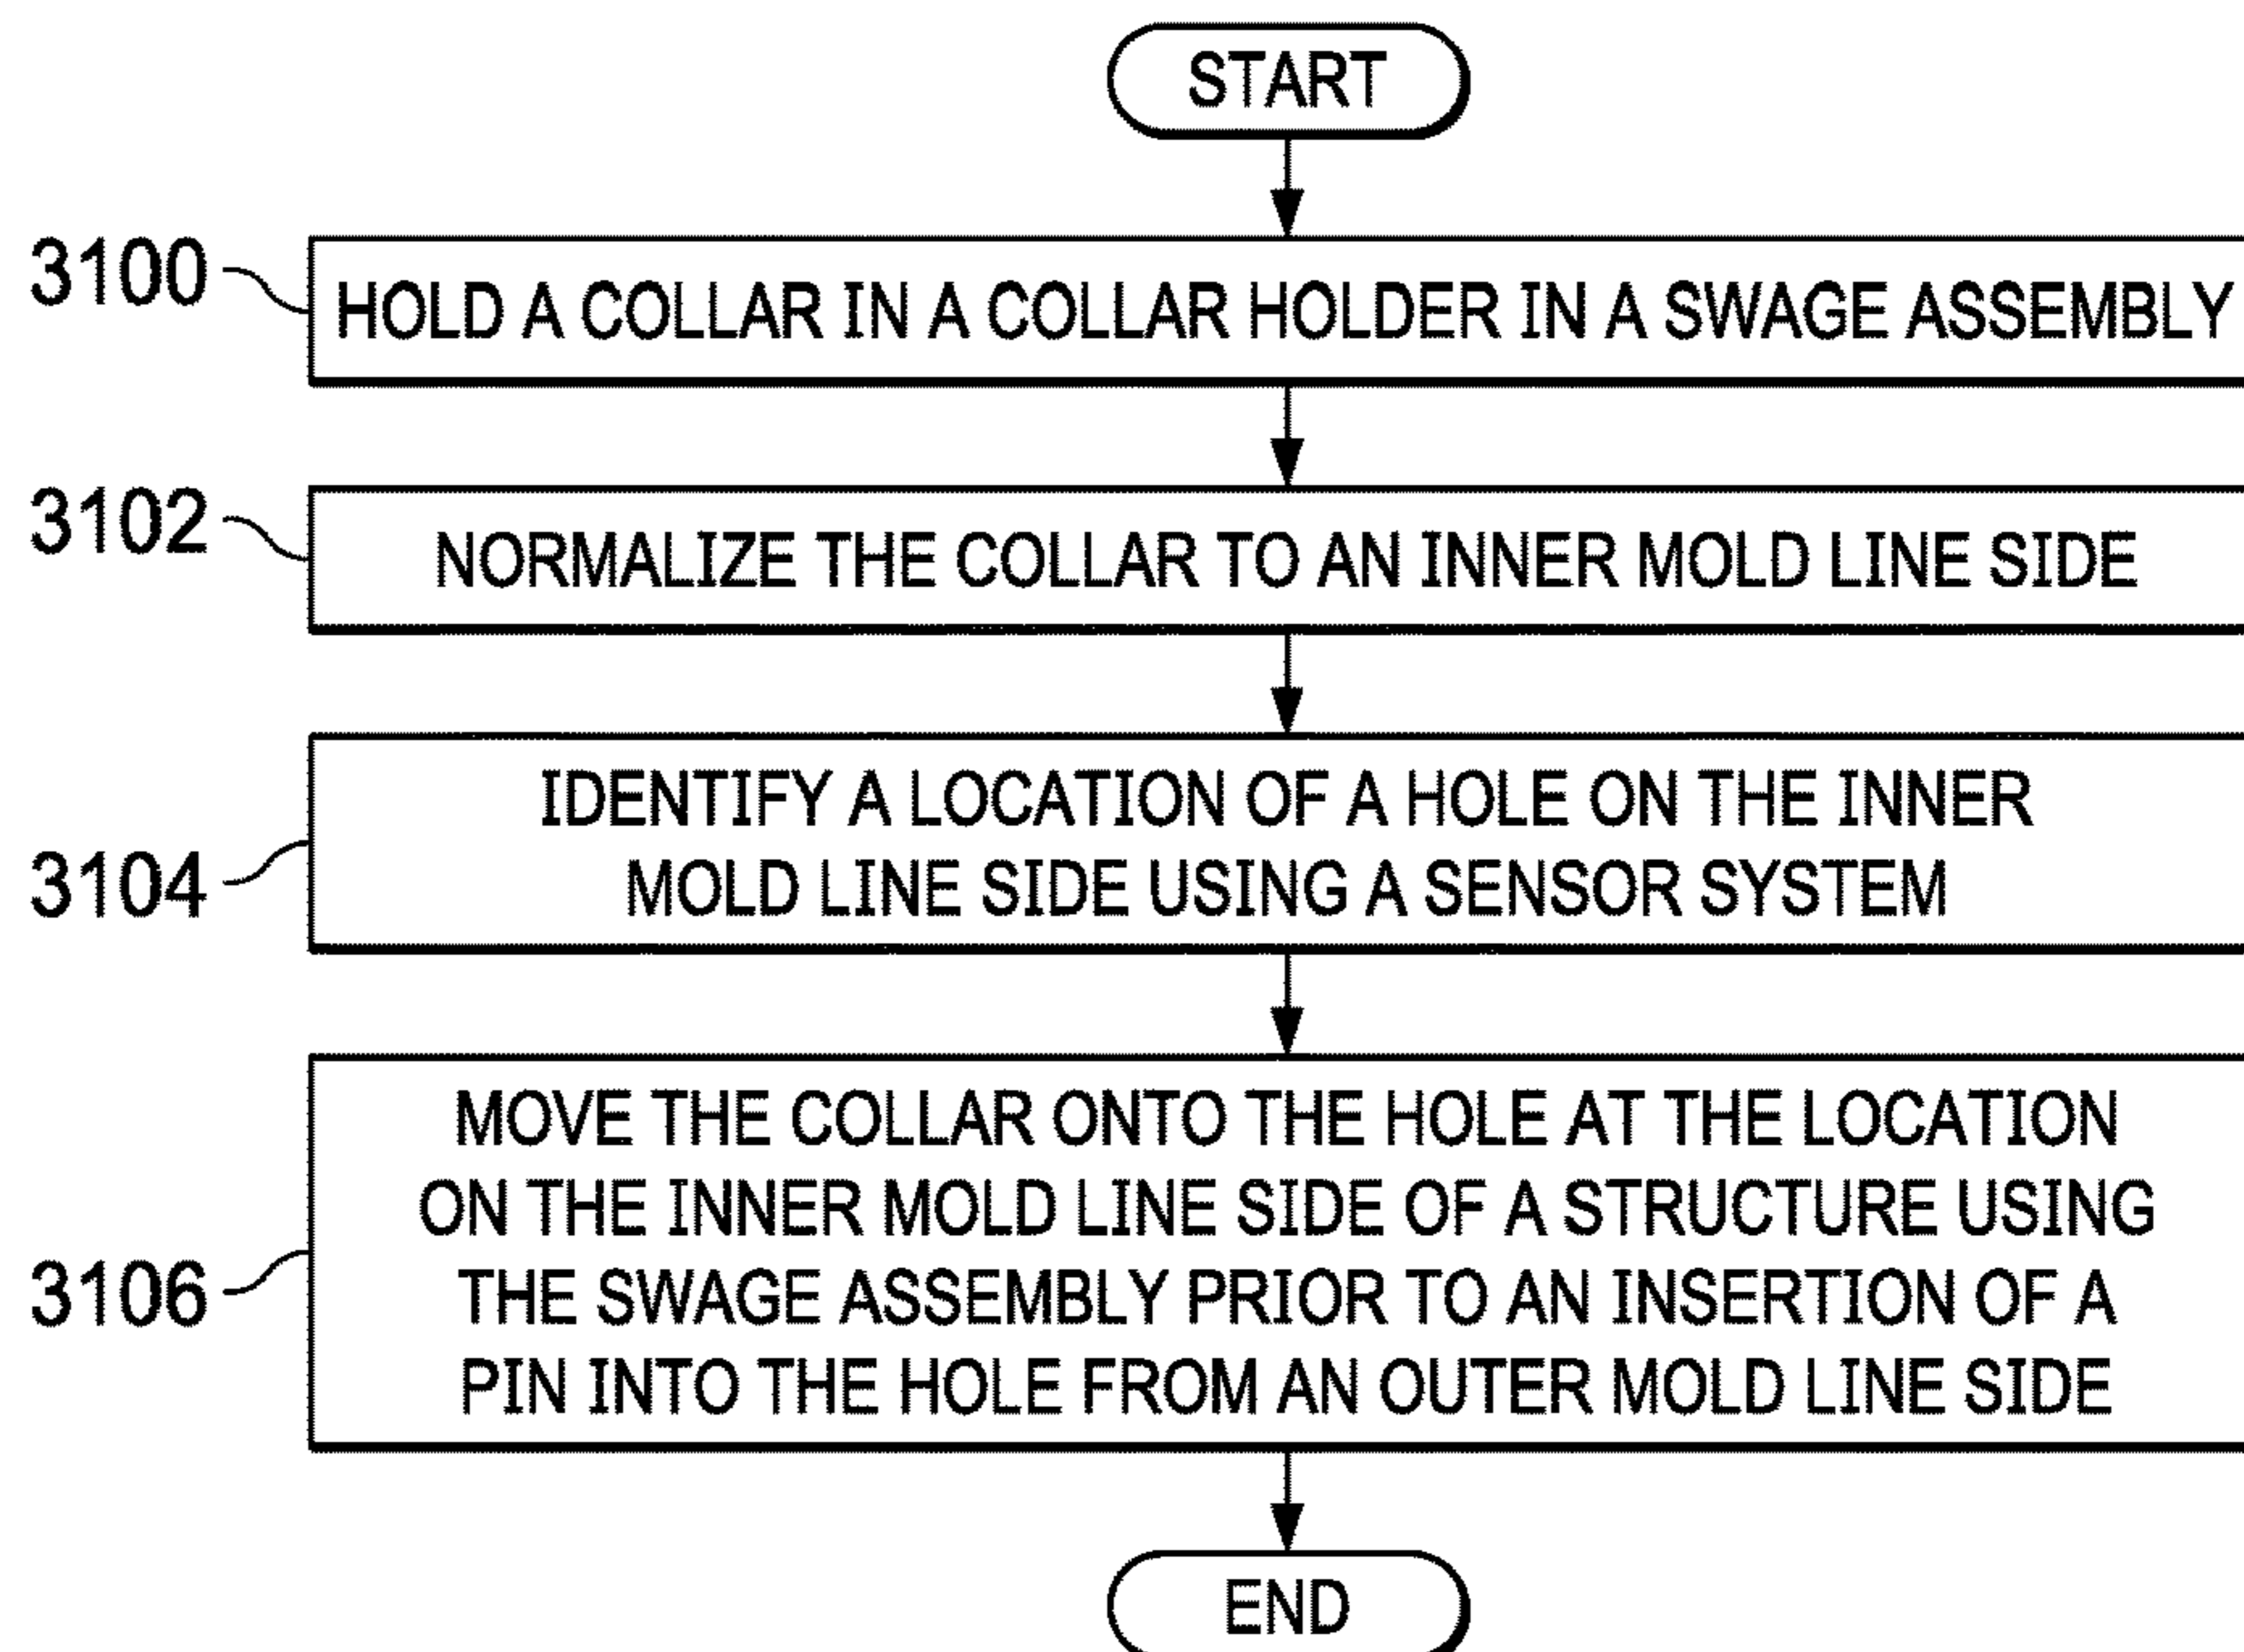 START
3100
HOLD A COLLAR IN A COLLAR HOLDER IN A SWAGE ASSEMBLY
3102
NORMALIZE THE COLLAR TO AN INNER MOLD LINE SIDE
3104
IDENTIFY A LOCATION OF A HOLE ON THE INNER
MOLD LINE SIDE USING A SENSOR SYSTEM
3106
MOVE THE COLLAR ONTO THE HOLE AT THE LOCATION
ON THE INNER MOLD LINE SIDE OF A STRUCTURE USING
THE SWAGE ASSEMBLY PRIOR TO AN INSERTION OF A
PIN INTO THE HOLE FROM AN OUTER MOLD LINE SIDE
END